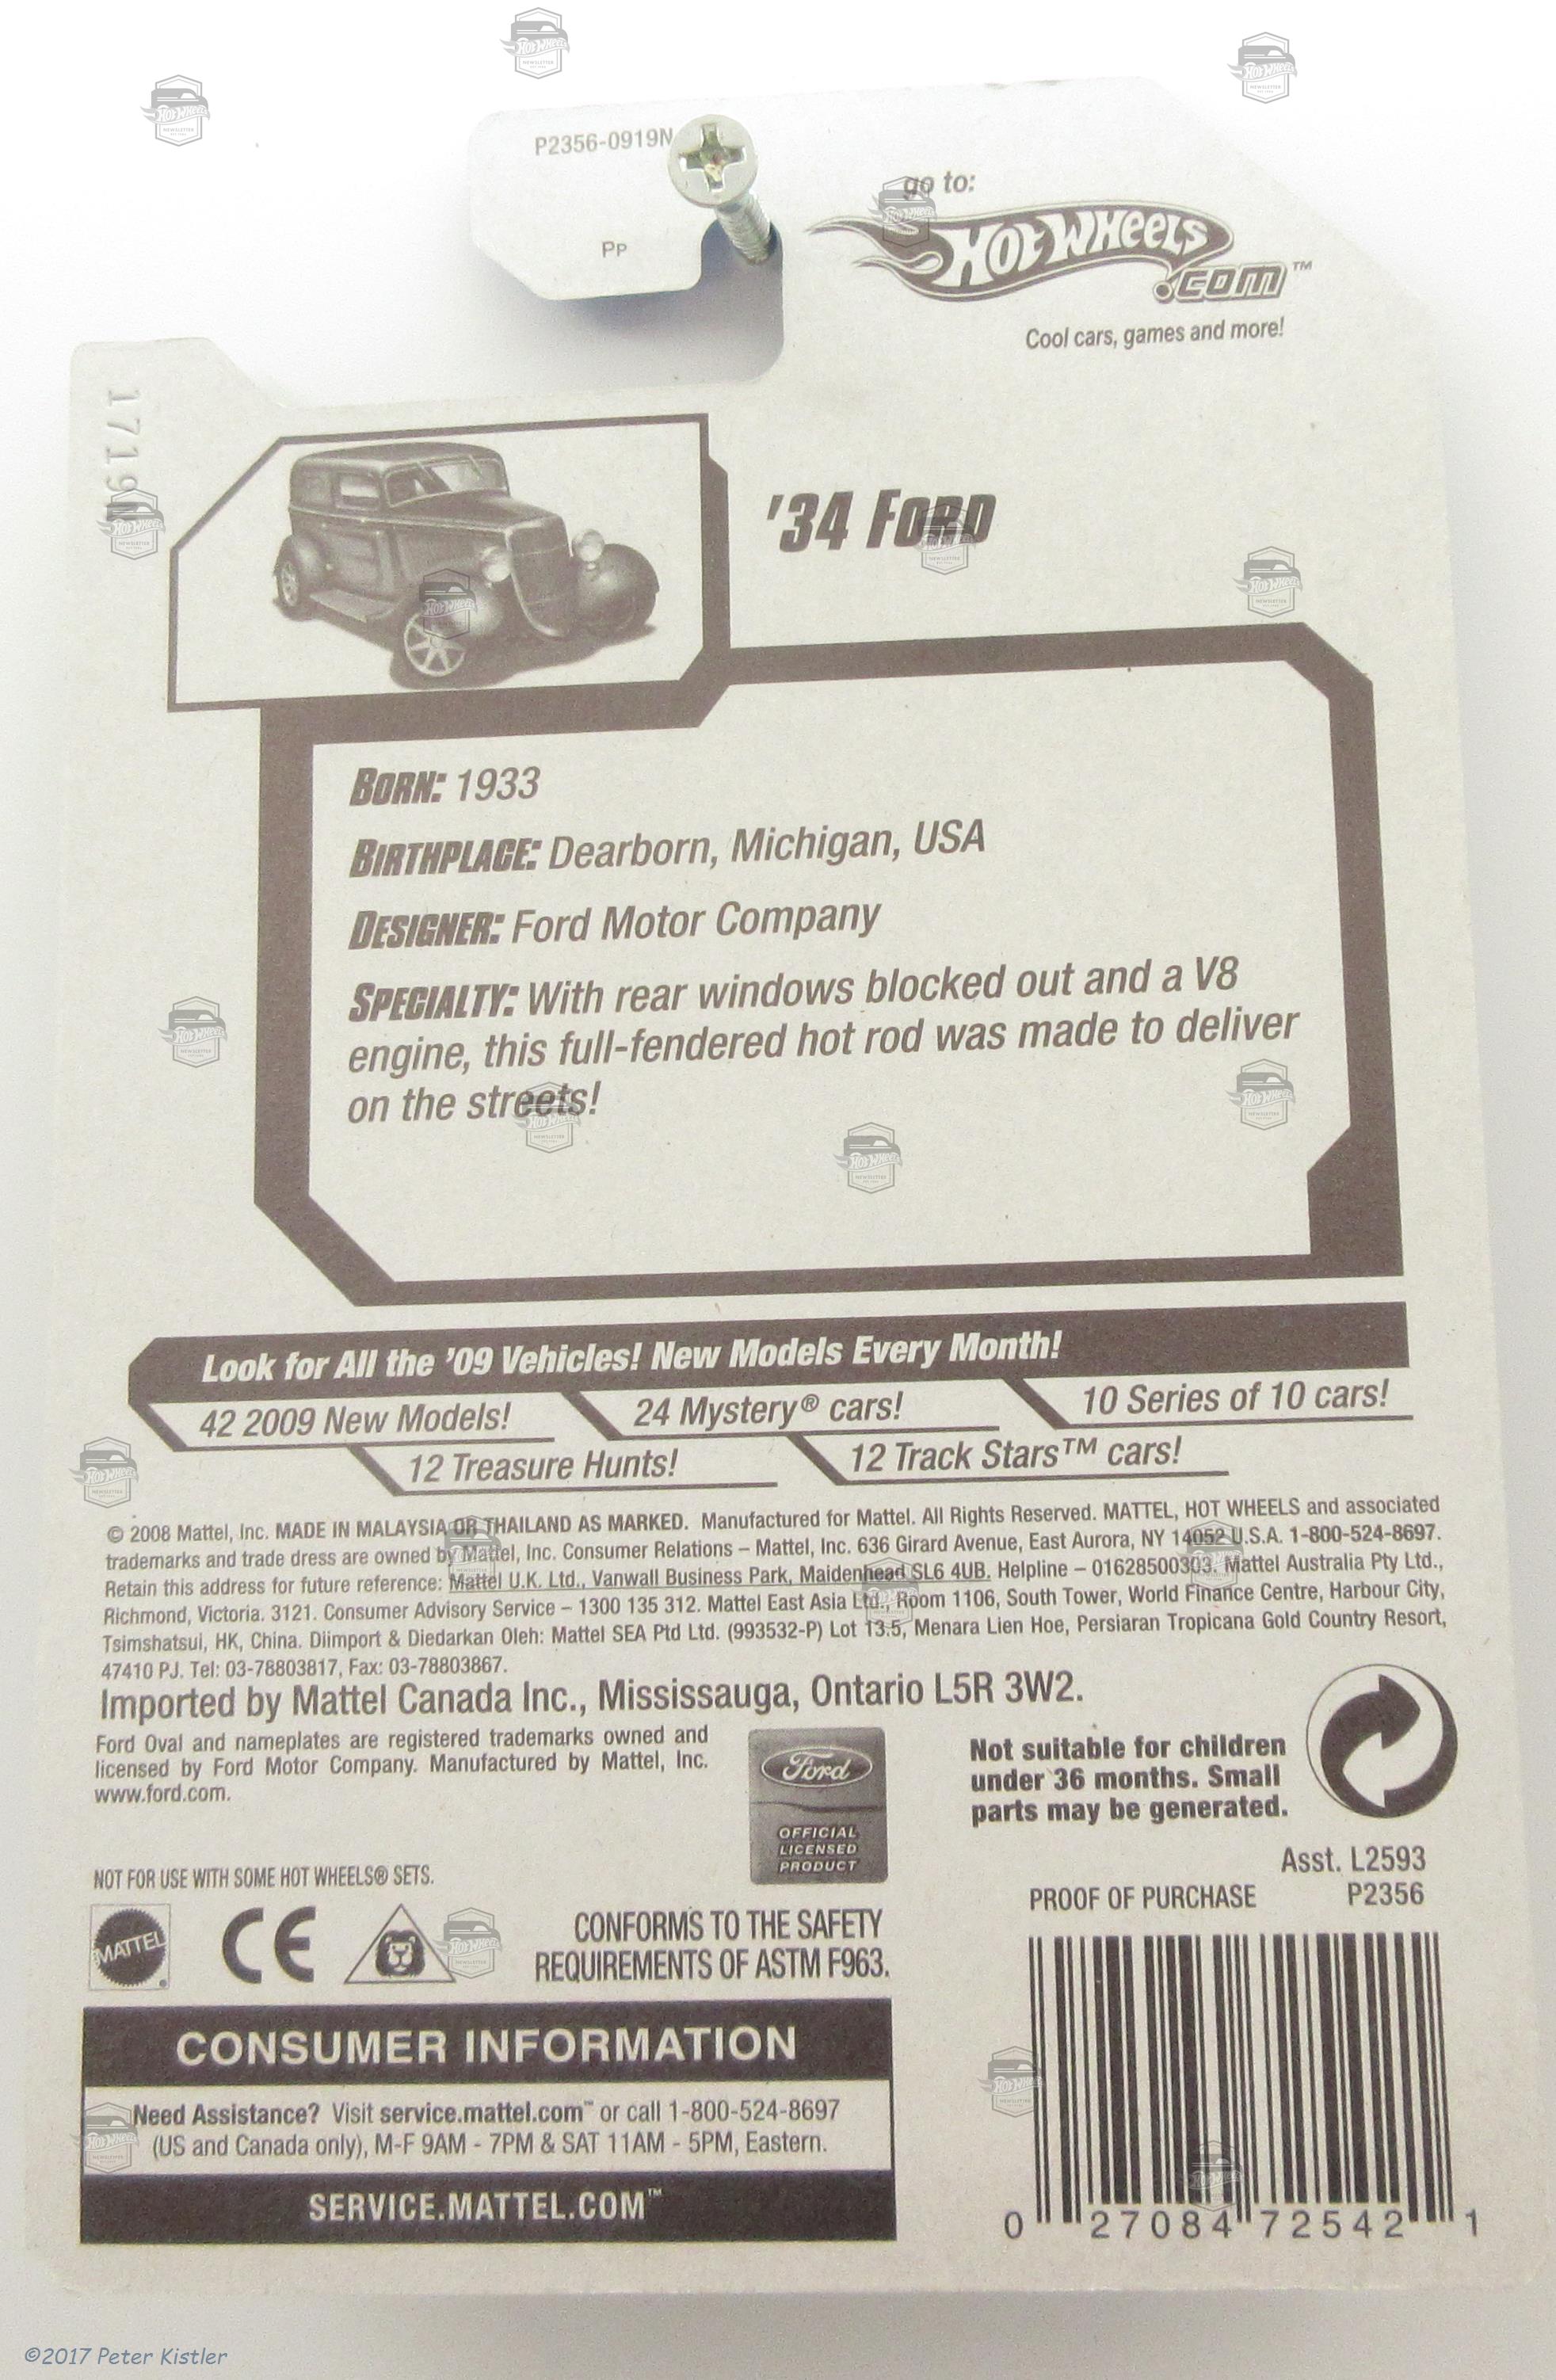 P2356-0919N
Pp
go to:
HOT WHEELS
.COM™
Cool cars, games and more!
1719
'34 FORD
BORN: 1933
BIRTHPLACE: Dearborn, Michigan, USA
DESIGNER: Ford Motor Company
SPECIALTY: With rear windows blocked out and a V8
engine, this full-fendered hot rod was made to deliver
on the streets!
Look for All the '09 Vehicles! New Models Every Month!
42 2009 New Models!
24 Mystery® cars!
10 Series of 10 cars!
12 Treasure Hunts!
12 Track Stars™ cars!
© 2008 Mattel, Inc. MADE IN MALAYSIA OR THAILAND AS MARKED. Manufactured for Mattel. All Rights Reserved. MATTEL, HOT WHEELS and associated
trademarks and trade dress are owned by Mattel, Inc. Consumer Relations – Mattel, Inc. 636 Girard Avenue, East Aurora, NY 14052 U.S.A. 1-800-524-8697.
Retain this address for future reference: Mattel U.K. Ltd., Vanwall Business Park, Maidenhead SL6 4UB. Helpline – 01628500303. Mattel Australia Pty Ltd.,
Richmond, Victoria. 3121. Consumer Advisory Service – 1300 135 312. Mattel East Asia Ltd., Room 1106, South Tower, World Finance Centre, Harbour City,
Tsimshatsui, HK, China. Diimport & Diedarkan Oleh: Mattel SEA Ptd Ltd. (993532-P) Lot 13.5, Menara Lien Hoe, Persiaran Tropicana Gold Country Resort,
47410 PJ. Tel: 03-78803817, Fax: 03-78803867.
Imported by Mattel Canada Inc., Mississauga, Ontario L5R 3W2.
Ford Oval and nameplates are registered trademarks owned and
licensed by Ford Motor Company. Manufactured by Mattel, Inc.
www.ford.com.
Ford
OFFICIAL
LICENSED
PRODUCT
Not suitable for children
under 36 months. Small
parts may be generated.
NOT FOR USE WITH SOME HOT WHEELS® SETS.
Asst. L2593
PROOF OF PURCHASE P2356
MATTEL
CE
CONFORMS TO THE SAFETY
REQUIREMENTS OF ASTM F963.
CONSUMER INFORMATION
Need Assistance? Visit service.mattel.com™ or call 1-800-524-8697
(US and Canada only), M-F 9AM - 7PM & SAT 11AM - 5PM, Eastern.
SERVICE.MATTEL.COM™
0 27084 72542 1
©2017 Peter Kistler